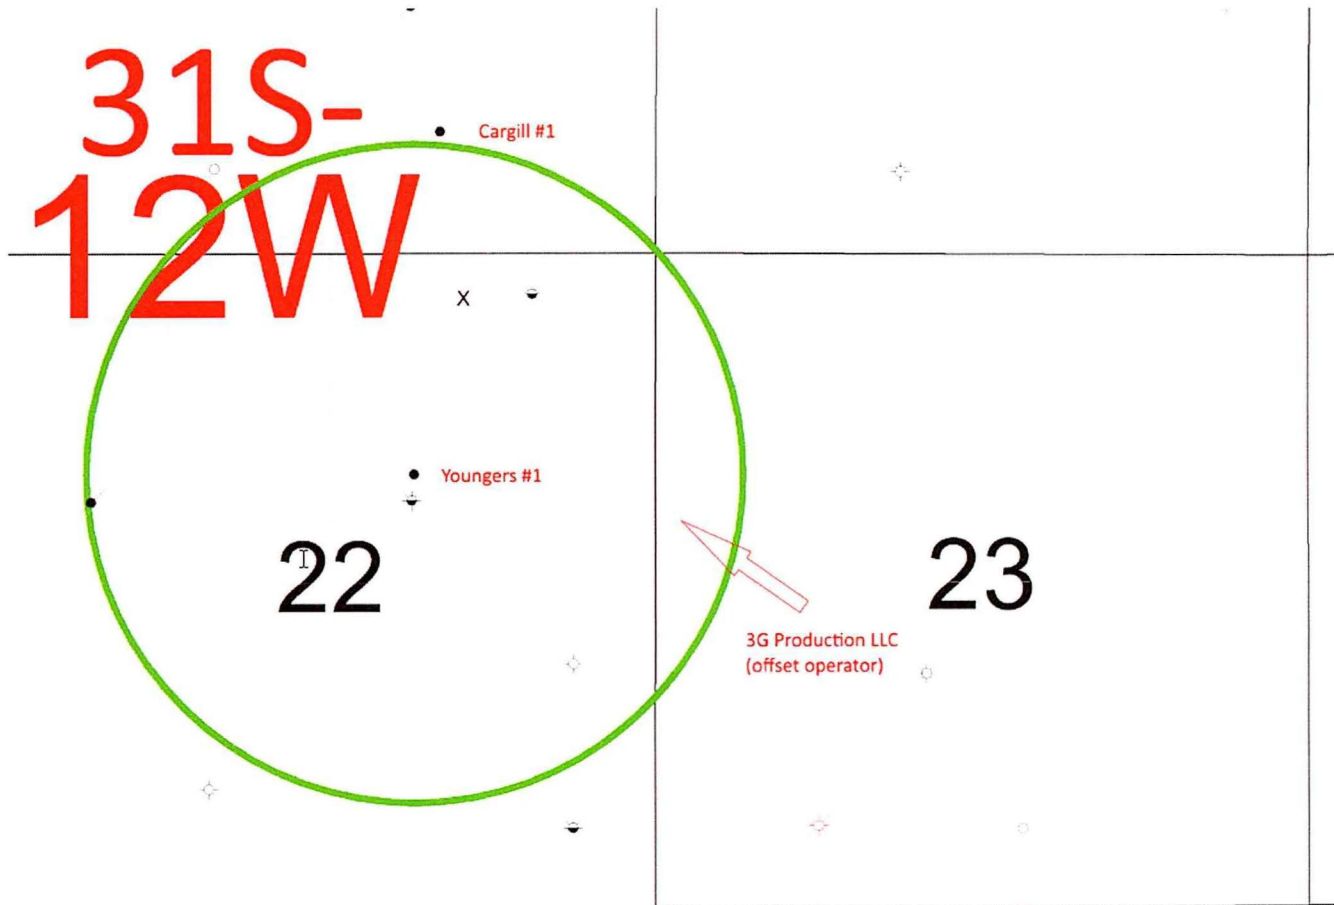 31S-
12W
Cargill #1
X
Youngers #1
22
23
3G Production LLC
(offset operator)